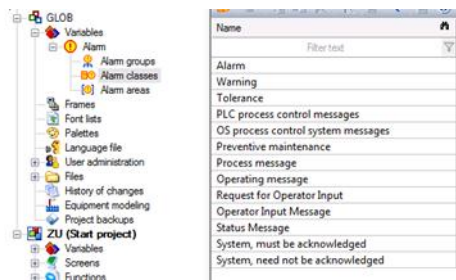 GLOB
Variables
Alarm
Alarm groups
Alarm classes
Alarm areas
Frames
Font lists
Palettes
Language file
User administration
Files
History of changes
Equipment modeling
Project backups
ZU (Start project)
Variables
Screens
Functions
Name
Filter text
Alarm
Warning
Tolerance
PLC process control messages
OS process control system messages
Preventive maintenance
Process message
Operating message
Request for Operator Input
Operator Input Message
Status Message
System, must be acknowledged
System, need not be acknowledged